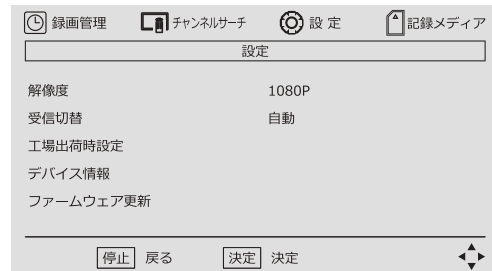 録画管理 チャンネルサーチ 設 定 記録メディア
設定
解像度 1080P
受信切替 自動
工場出荷時設定
デバイス情報
ファームウェア更新
停止 戻る 決定 決定